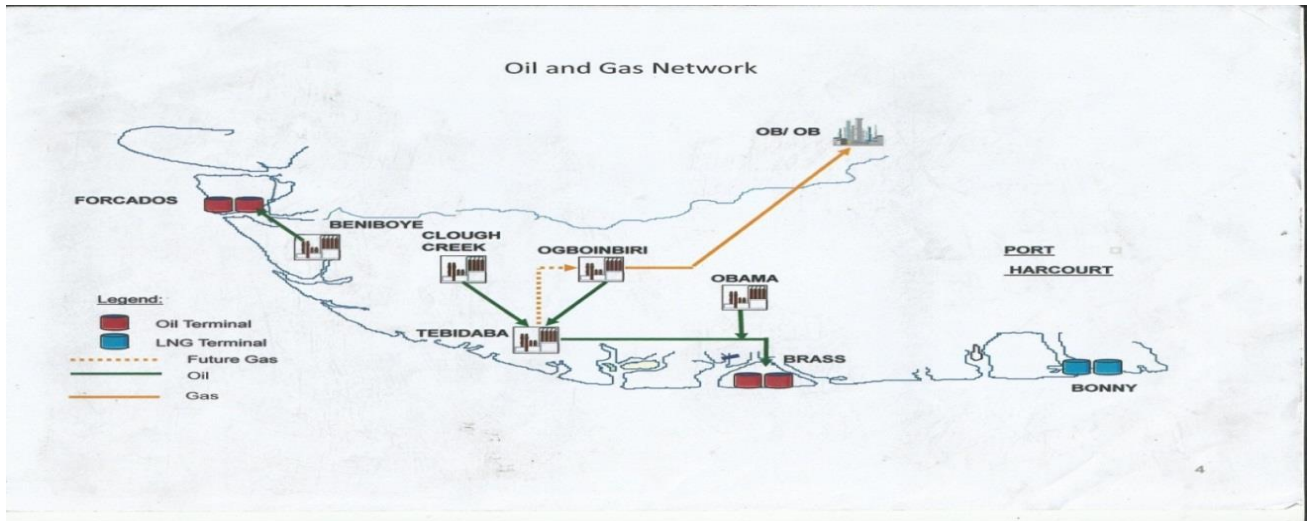 Oil and Gas Network
OB/ OB
FORCADOS
BENIBOYE
CLOUGH
CREEK
OGBOINBIRI
PORT
HARCOURT
OBAMA
Legend:
Oil Terminal
LNG Terminal
Future Gas
Oil
Gas
TEBIDABA
BRASS
BONNY
4